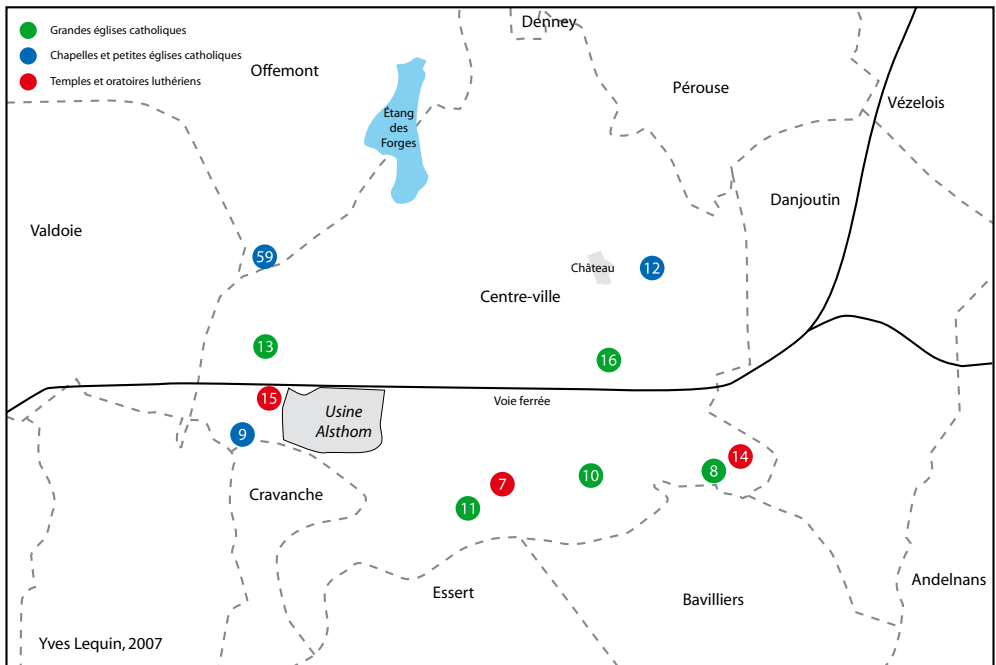 Grandes églises catholiques
Chapelles et petites églises catholiques
Temples et oratoires luthériens
Denney
Offemont
Pérouse
Vézelois
Étang
des
Forges
Danjoutin
Valdoie
59
Château
12
Centre-ville
13
16
Voie ferrée
15
Usine
Alsthom
9
14
8
10
7
Cravanche
11
Andelnans
Essert
Bavilliers
Yves Lequin, 2007